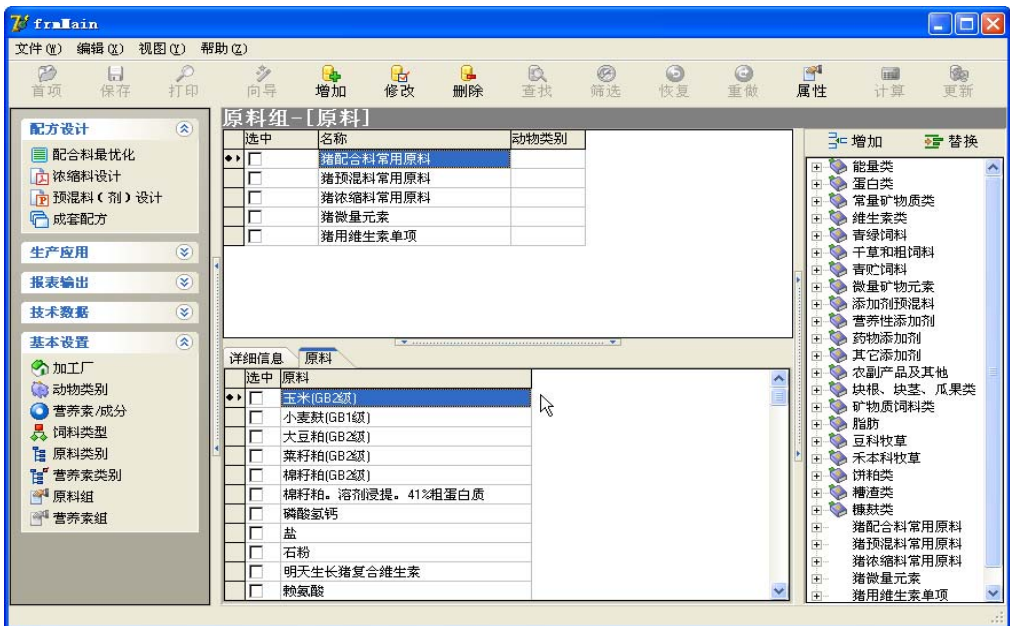 frmMain
文件(W) 编辑(X) 视图(Y) 帮助(Z)
首项 保存 打印 向导 增加 修改 删除 查找 筛选 恢复 重做 属性 计算 更新
配方设计
配合料最优化
浓缩料设计
预混料(剂)设计
成套配方
生产应用
报表输出
技术数据
基本设置
加工厂
动物类别
营养素/成分
饲料类型
原料类别
营养素类别
原料组
营养素组
原料组-[原料]
选中 名称 动物类别
猪配合料常用原料
猪预混料常用原料
猪浓缩料常用原料
猪微量元素
猪用维生素单项
详细信息 原料
选中 原料
玉米(GB2级)
小麦麸(GB1级)
大豆粕(GB2级)
菜籽粕(GB2级)
棉籽粕(GB2级)
棉籽粕。溶剂浸提。41%粗蛋白质
磷酸氢钙
盐
石粉
明天生长猪复合维生素
赖氨酸
增加 替换
能量类
蛋白类
常量矿物质类
维生素类
青绿饲料
干草和粗饲料
青贮饲料
微量矿物元素
添加剂预混料
营养性添加剂
药物添加剂
其它添加剂
农副产品及其他
块根、块茎、瓜果类
矿物质饲料类
脂肪
豆科牧草
禾本科牧草
饼粕类
糟渣类
糠麸类
猪配合料常用原料
猪预混料常用原料
猪浓缩料常用原料
猪微量元素
猪用维生素单项